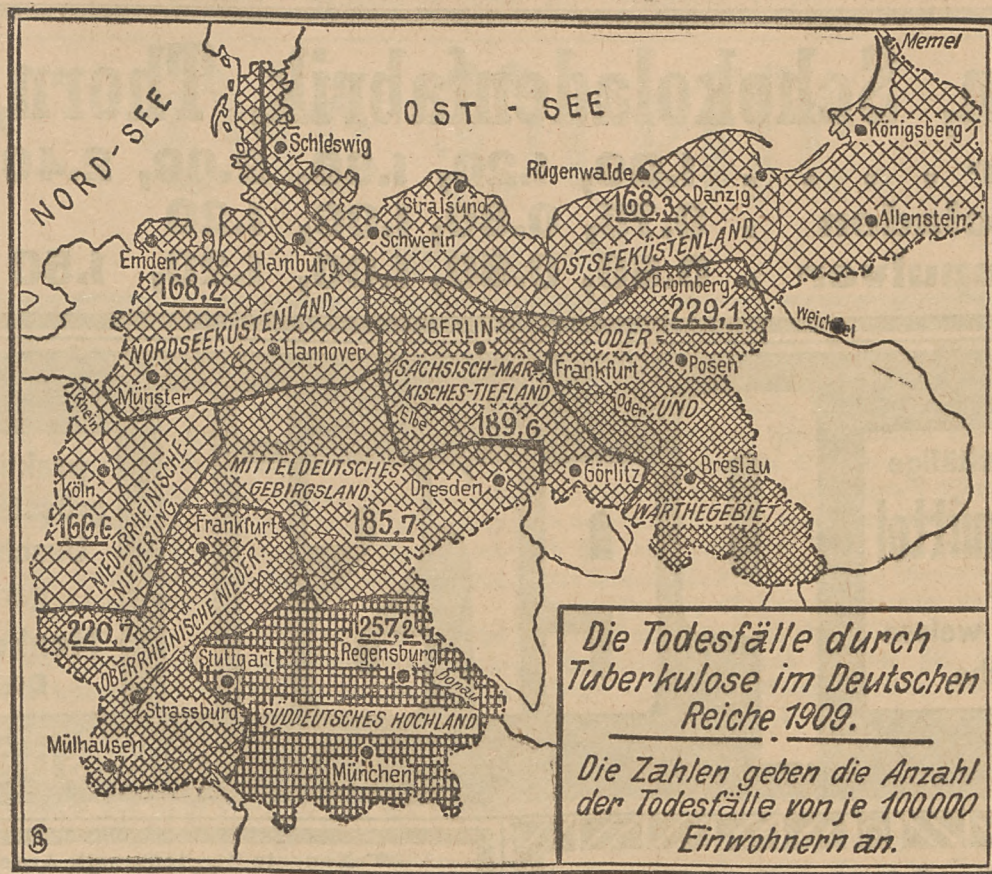 NORD-SEE
OST - SEE
Memel
Königsberg
Schleswig
Rügenwalde
168,3
Danzig
Allenstein
Stralsund
Schwerin
OSTSEEKÜSTENLAND
Emden
Hamburg
168,2
Bromberg
229,1
Weichsel
NORDSEEKÜSTENLAND
BERLIN
ODER-
Hannover
SÄCHSISCH-MÄR-
KISCHES-TIEFLAND
Frankfurt
Posen
Münster
Rhein
Elbe
Oder
UND
189,6
Köln
MITTELDEUTSCHES
GEBIRGSLAND
Dresden
Görlitz
Breslau
166,6
NIEDERRHEINISCHE
NIEDERUNG
Frankfurt
185,7
WARTHEGEBIET
220,7
OBERRHEINISCHE NIEDER-
257,2
Stuttgart
Regensburg
Donau
Strassburg
SÜDDEUTSCHES HOCHLAND
Mülhausen
München
Die Todesfälle durch
Tuberkulose im Deutschen
Reiche 1909.
Die Zahlen geben die Anzahl
der Todesfälle von je 100000
Einwohnern an.